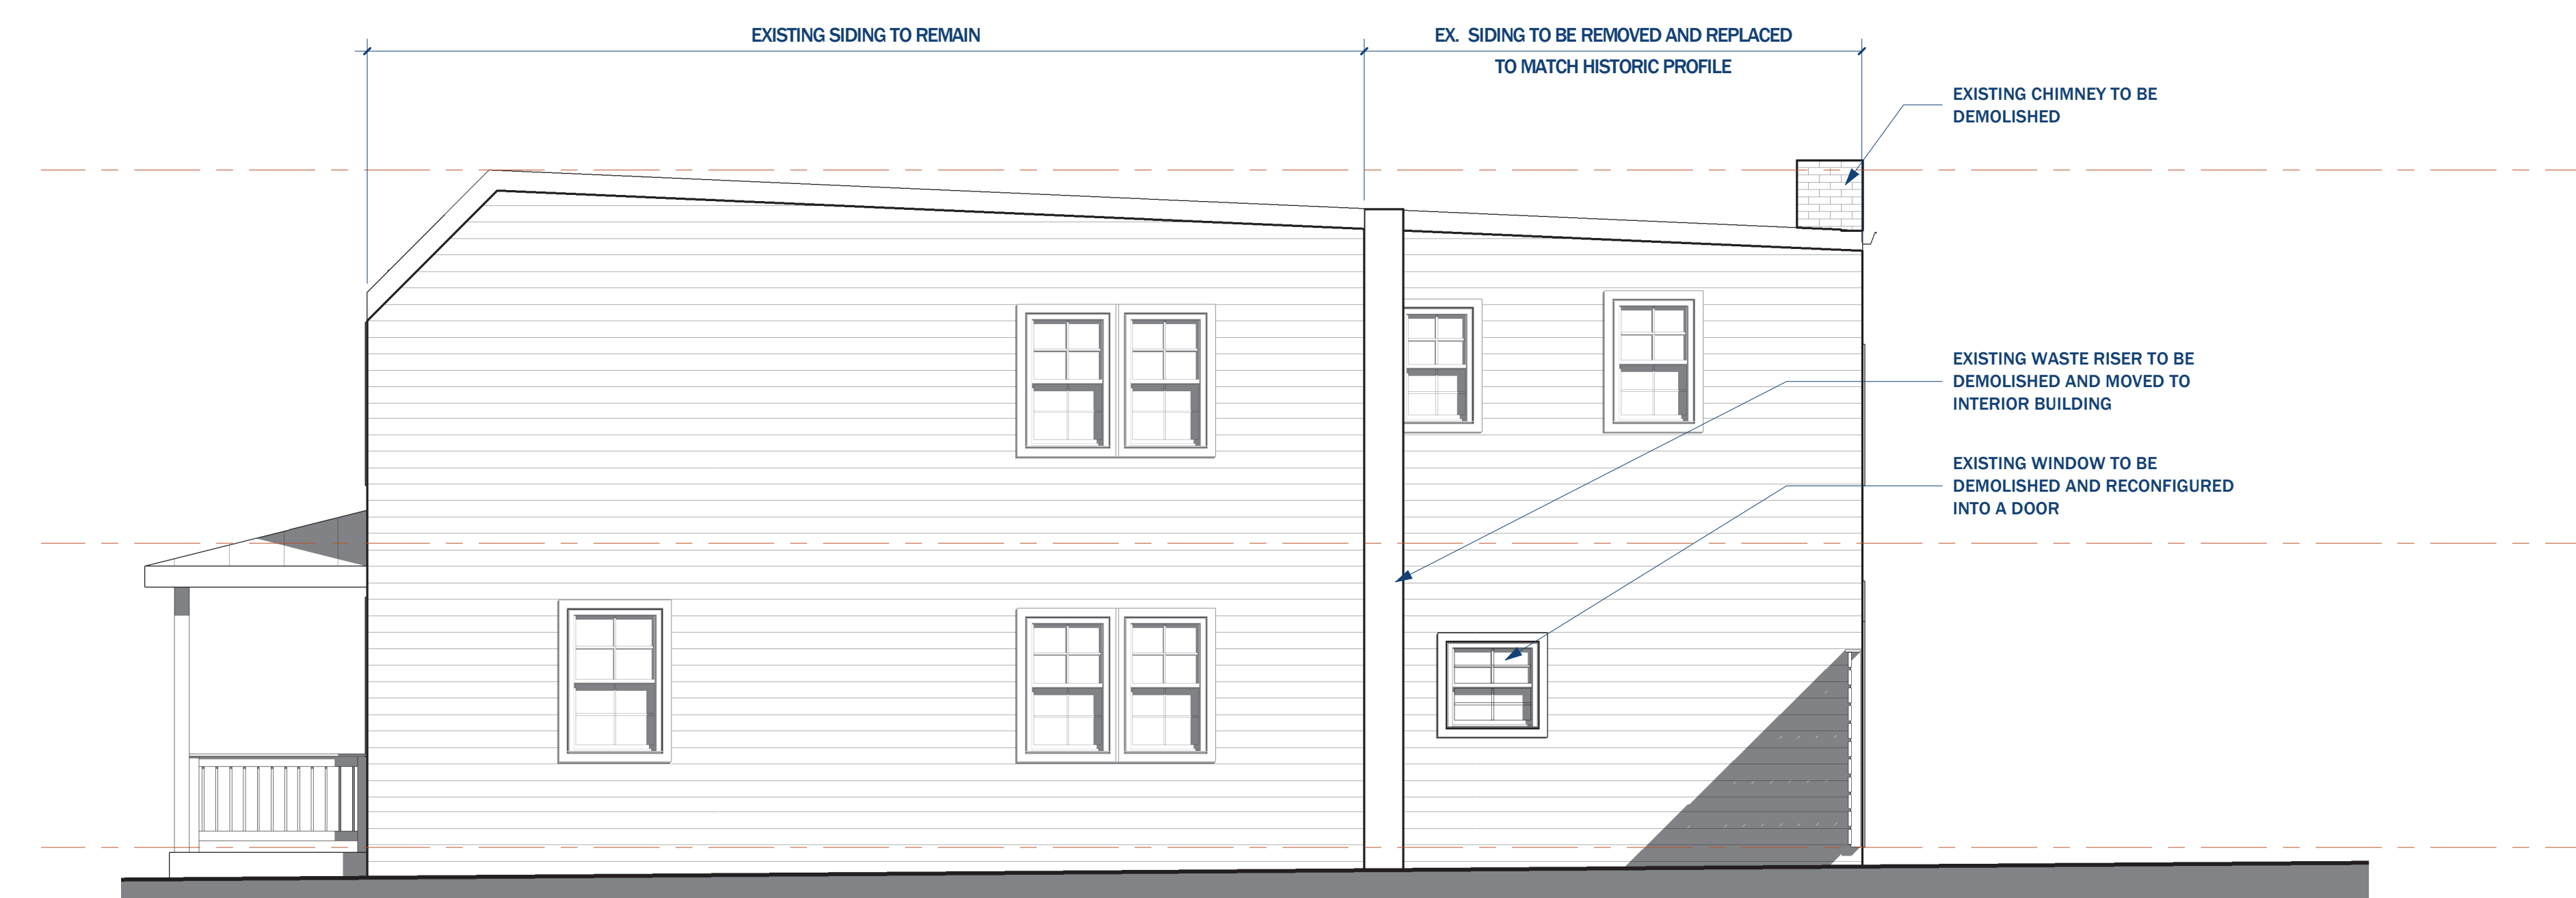 EXISTING SIDING TO REMAIN
EX. SIDING TO BE REMOVED AND REPLACED
TO MATCH HISTORIC PROFILE
EXISTING CHIMNEY TO BE
DEMOLISHED
EXISTING WASTE RISER TO BE
DEMOLISHED AND MOVED TO
INTERIOR BUILDING
EXISTING WINDOW TO BE
DEMOLISHED AND RECONFIGURED
INTO A DOOR